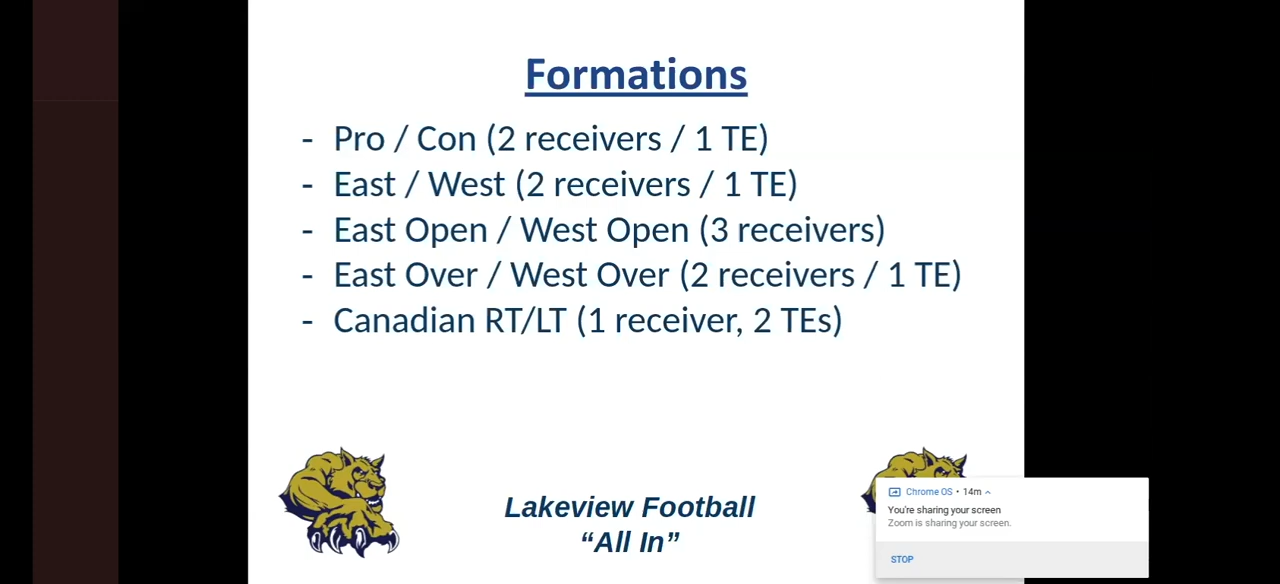 Formations
- Pro / Con (2 receivers / 1 TE)
- East / West (2 receivers / 1 TE)
- East Open / West Open (3 receivers)
- East Over / West Over (2 receivers / 1 TE)
- Canadian RT/LT (1 receiver, 2 TEs)
Lakeview Football
“All In”
Chrome OS • 14m
You're sharing your screen
Zoom is sharing your screen.
STOP